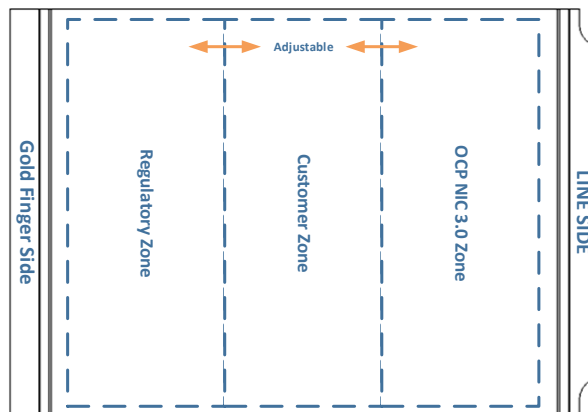 Adjustable
Gold Finger Side
Regulatory Zone
Customer Zone
OCP NIC 3.0 Zone
LINE SIDE